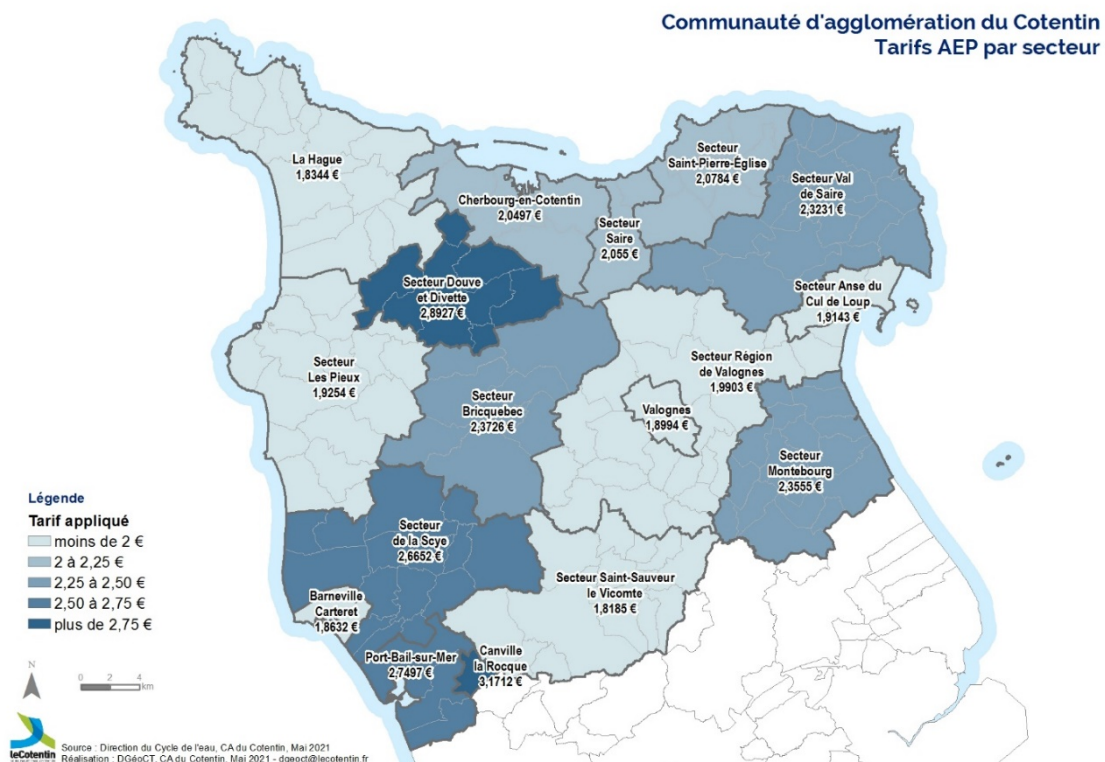 Communauté d'agglomération du Cotentin
Tarifs AEP par secteur
La Hague
1,8344 €
Cherbourg-en-Cotentin
2,0497 €
Secteur
Saint-Pierre-Église
2,0784 €
Secteur Val
de Saire
2,3231 €
Secteur
Saire
2,055 €
Secteur Douve
et Divette
2,8927 €
Secteur Anse du
Cul de Loup
1,9143 €
Secteur
Les Pieux
1,9254 €
Secteur Région
de Valognes
1,9903 €
Secteur
Bricquebec
2,3726 €
Valognes
1,8994 €
Secteur
Montebourg
2,3555 €
Secteur
de la Scye
2,6652 €
Secteur Saint-Sauveur
le Vicomte
1,8185 €
Barneville
Carteret
1,8632 €
Port-Bail-sur-Mer
2,7497 €
Canville
la Rocque
3,1712 €
Légende
Tarif appliqué
moins de 2 €
2 à 2,25 €
2,25 à 2,50 €
2,50 à 2,75 €
plus de 2,75 €
N
0 2 4
km
leCotentin
Source : Direction du Cycle de l'eau, CA du Cotentin, Mai 2021
Réalisation : DGéoCT, CA du Cotentin, Mai 2021 - dgeoct@lecotentin.fr